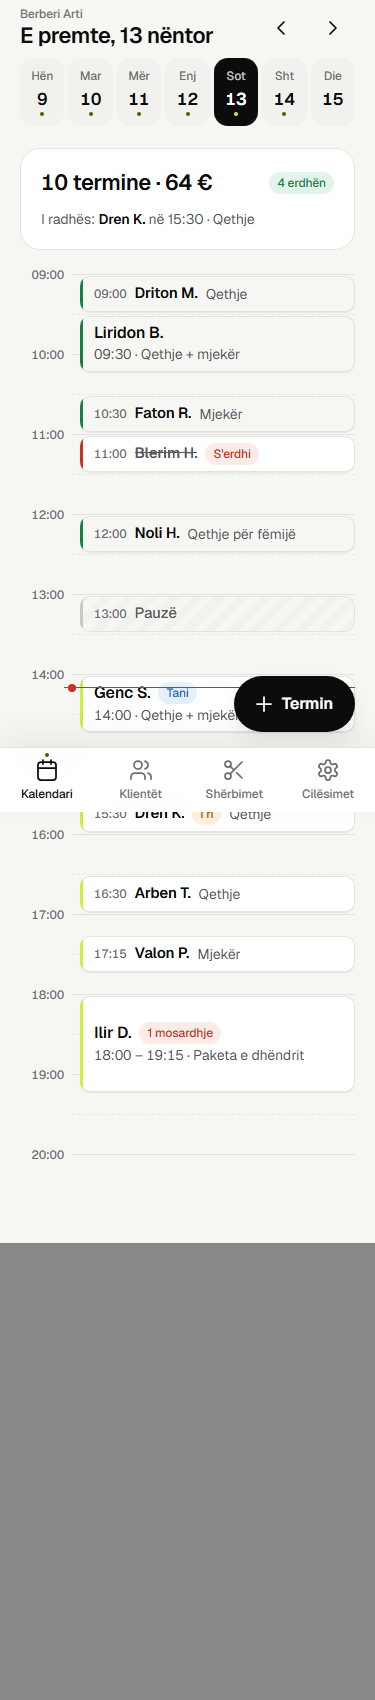 Berberi Arti
E premte, 13 nëntor
Hën Mar Mër Enj Sot Sht Die
9 10 11 12 13 14 15
10 termine · 64 €
4 erdhën
I radhës: Dren K. në 15:30 · Qethje
09:00
09:00 Driton M. Qethje
Liridon B.
10:00
09:30 · Qethje + mjekër
10:30 Faton R. Mjekër
11:00
11:00 Blerim H. S'erdhi
12:00
12:00 Noli H. Qethje për fëmijë
13:00
13:00 Pauzë
14:00
Genc S. Tani
14:00 · Qethje + mjekër
Termin
Kalendari Klientët Shërbimet Cilësimet
15:30 Dren K. Qethje
16:00
16:30 Arben T. Qethje
17:00
17:15 Valon P. Mjekër
18:00
Ilir D. 1 mosardhje
18:00 – 19:15 · Paketa e dhëndrit
19:00
20:00